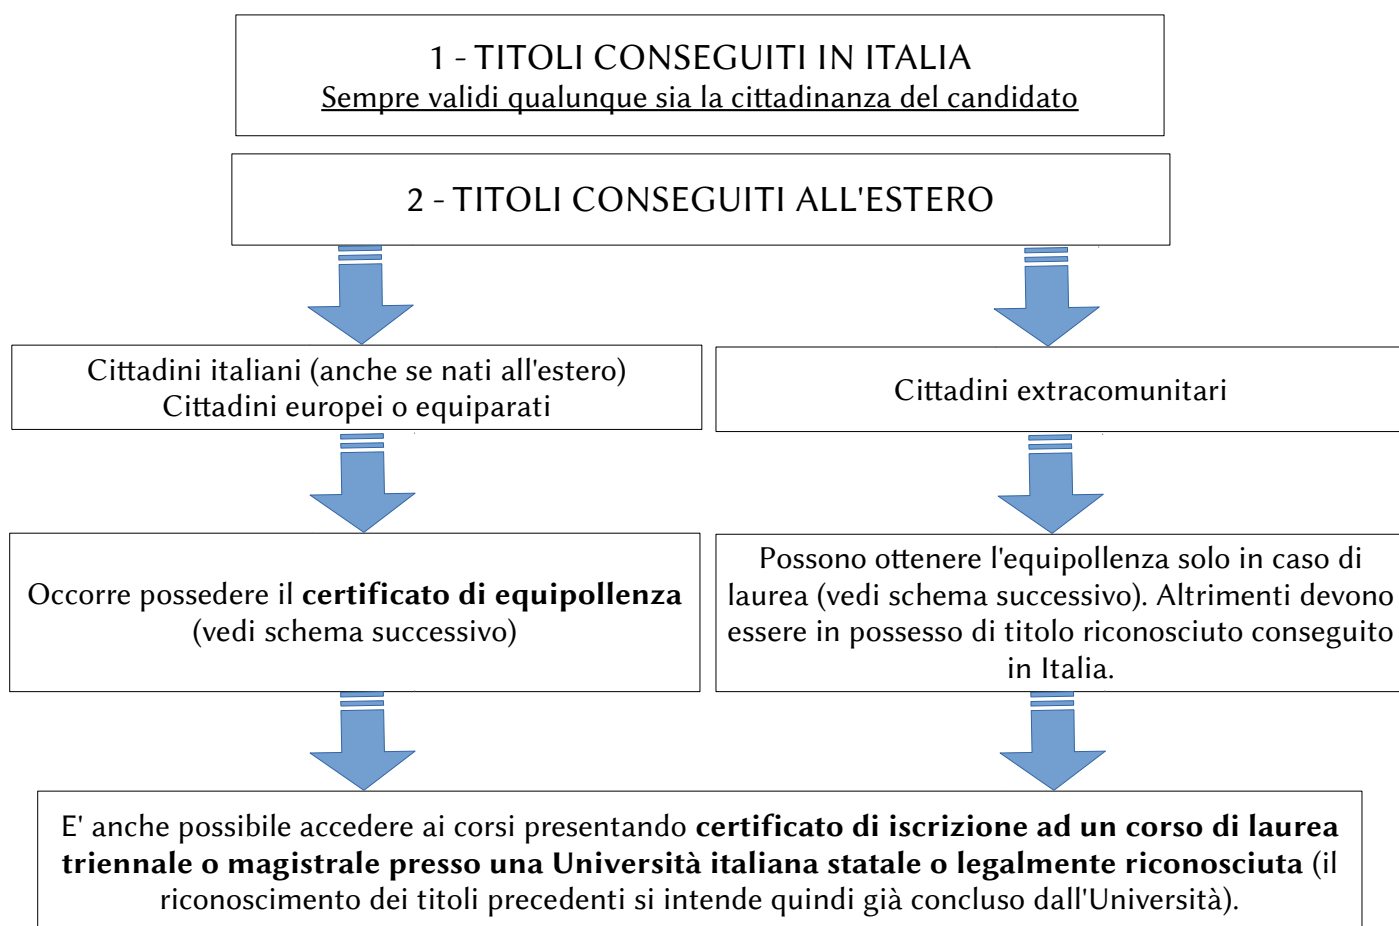 1 - TITOLI CONSEGUITI IN ITALIA
Sempre validi qualunque sia la cittadinanza del candidato
2 - TITOLI CONSEGUITI ALL'ESTERO
Cittadini italiani (anche se nati all'estero)
Cittadini europei o equiparati
Cittadini extracomunitari
Occorre possedere il certificato di equipollenza
(vedi schema successivo)
Possono ottenere l'equipollenza solo in caso di
laurea (vedi schema successivo). Altrimenti devono
essere in possesso di titolo riconosciuto conseguito
in Italia.
E' anche possibile accedere ai corsi presentando certificato di iscrizione ad un corso di laurea
triennale o magistrale presso una Università italiana statale o legalmente riconosciuta (il
riconoscimento dei titoli precedenti si intende quindi già concluso dall'Università).